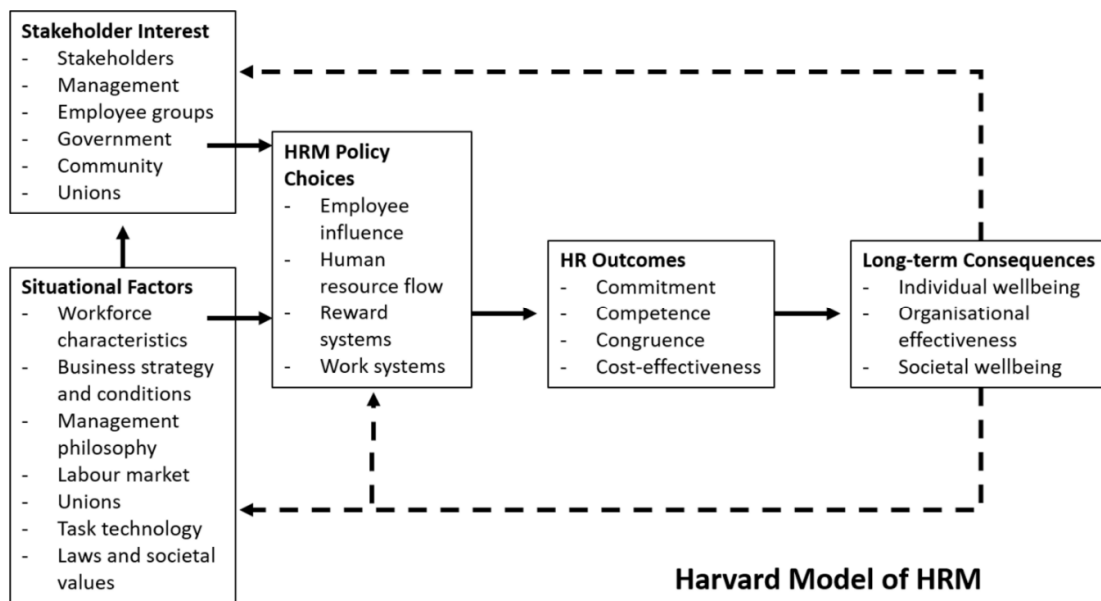 Stakeholder Interest
- Stakeholders
- Management
- Employee groups
- Government
- Community
- Unions
Situational Factors
- Workforce
characteristics
- Business strategy
and conditions
- Management
philosophy
- Labour market
- Unions
- Task technology
- Laws and societal
values
HRM Policy
Choices
- Employee
influence
- Human
resource flow
- Reward
systems
- Work systems
HR Outcomes
- Commitment
- Competence
- Congruence
- Cost-effectiveness
Long-term Consequences
- Individual wellbeing
- Organisational
effectiveness
- Societal wellbeing
Harvard Model of HRM